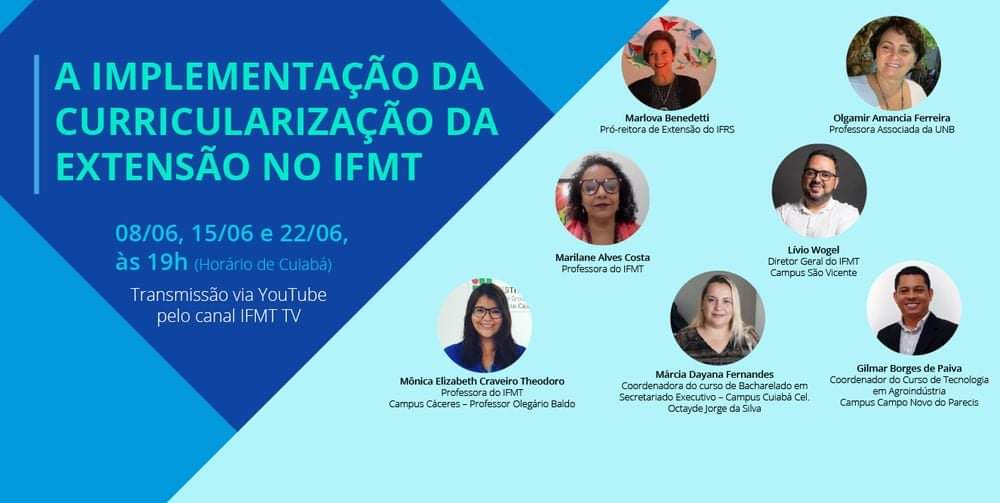 A IMPLEMENTAÇÃO DA
CURRICULARIZAÇÃO DA
EXTENSÃO NO IFMT
08/06, 15/06 e 22/06,
às 19h (Horário de Cuiabá)
Transmissão via YouTube
pelo canal IFMT TV
Marlova Benedetti
Pró-reitora de Extensão do IFRS
Olgamir Amancia Ferreira
Professora Associada da UNB
Marilane Alves Costa
Professora do IFMT
Lívio Wogel
Diretor Geral do IFMT
Campus São Vicente
Mônica Elizabeth Craveiro Theodoro
Professora do IFMT
Campus Cáceres – Professor Olegário Baldo
Márcia Dayana Fernandes
Coordenadora do curso de Bacharelado em
Secretariado Executivo – Campus Cuiabá Cel.
Octayde Jorge da Silva
Gilmar Borges de Paiva
Coordenador do Curso de Tecnologia
em Agroindústria
Campus Campo Novo do Parecis